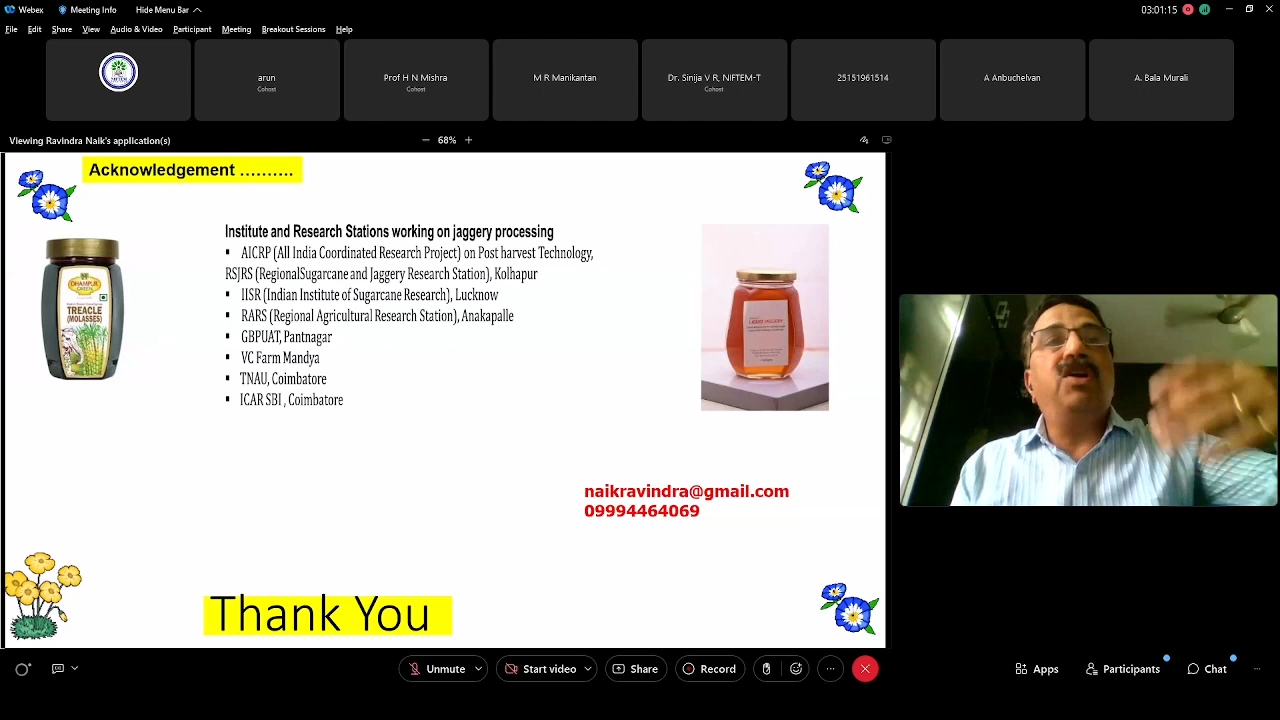 Webex
Meeting Info
Hide Menu Bar
03:01:15
File Edit Share View Audio & Video Participant Meeting Breakout Sessions Help
arun
Cohost
Prof H N Mishra
Cohost
M R Manikantan
Dr. Sinija V R, NIFTEM-T
Cohost
25151961514
A Anbuchelvan
A. Bala Murali
Viewing Ravindra Naik's application(s)
68%
Acknowledgement ……….
Institute and Research Stations working on jaggery processing
▪ AICRP (All India Coordinated Research Project) on Post harvest Technology,
RSJRS (RegionalSugarcane and Jaggery Research Station), Kolhapur
▪ IISR (Indian Institute of Sugarcane Research), Lucknow
▪ RARS (Regional Agricultural Research Station), Anakapalle
▪ GBPUAT, Pantnagar
▪ VC Farm Mandya
▪ TNAU, Coimbatore
▪ ICAR SBI , Coimbatore
DHAMPUR
GREEN
TREACLE
(MOLASSES)
LIQUID JAGGERY
naikravindra@gmail.com
09994464069
Thank You
Unmute
Start video
Share
Record
Apps
Participants
Chat